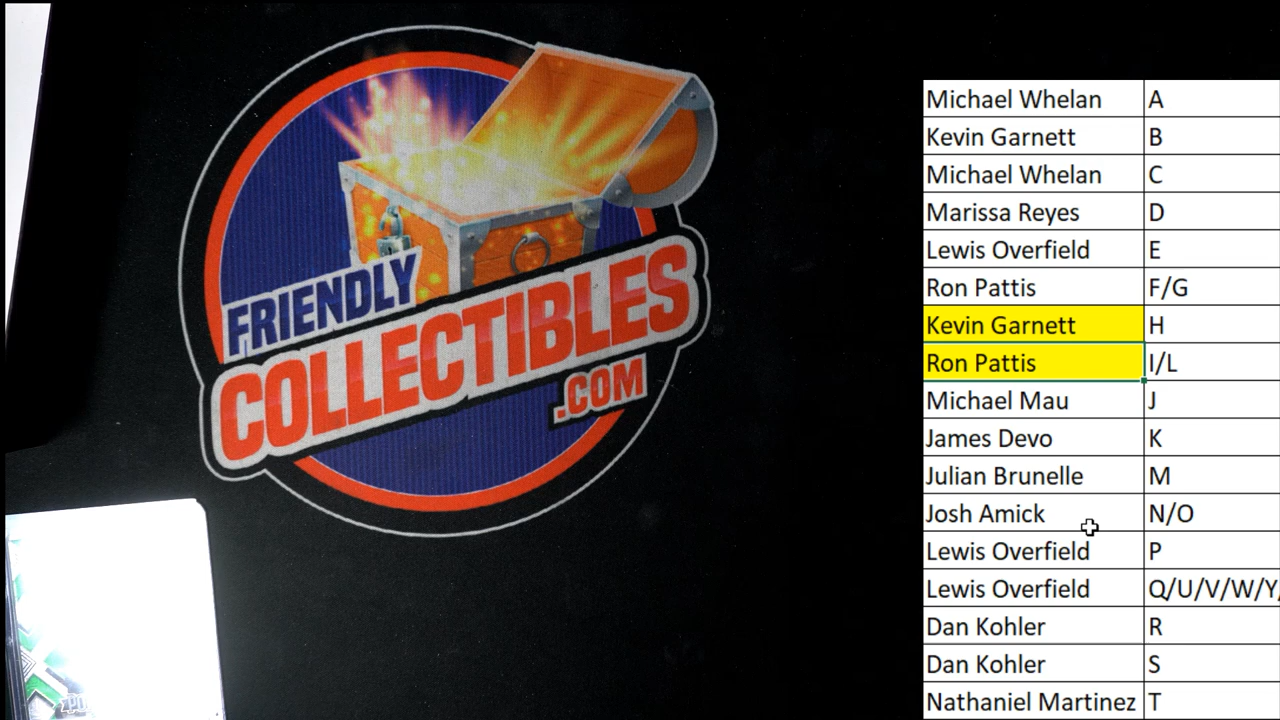 FRIENDLY
COLLECTIBLES
.COM
Michael Whelan A
Kevin Garnett B
Michael Whelan C
Marissa Reyes D
Lewis Overfield E
Ron Pattis F/G
Kevin Garnett H
Ron Pattis I/L
Michael Mau J
James Devo K
Julian Brunelle M
Josh Amick N/O
Lewis Overfield P
Lewis Overfield Q/U/V/W/Y/
Dan Kohler R
Dan Kohler S
Nathaniel Martinez T